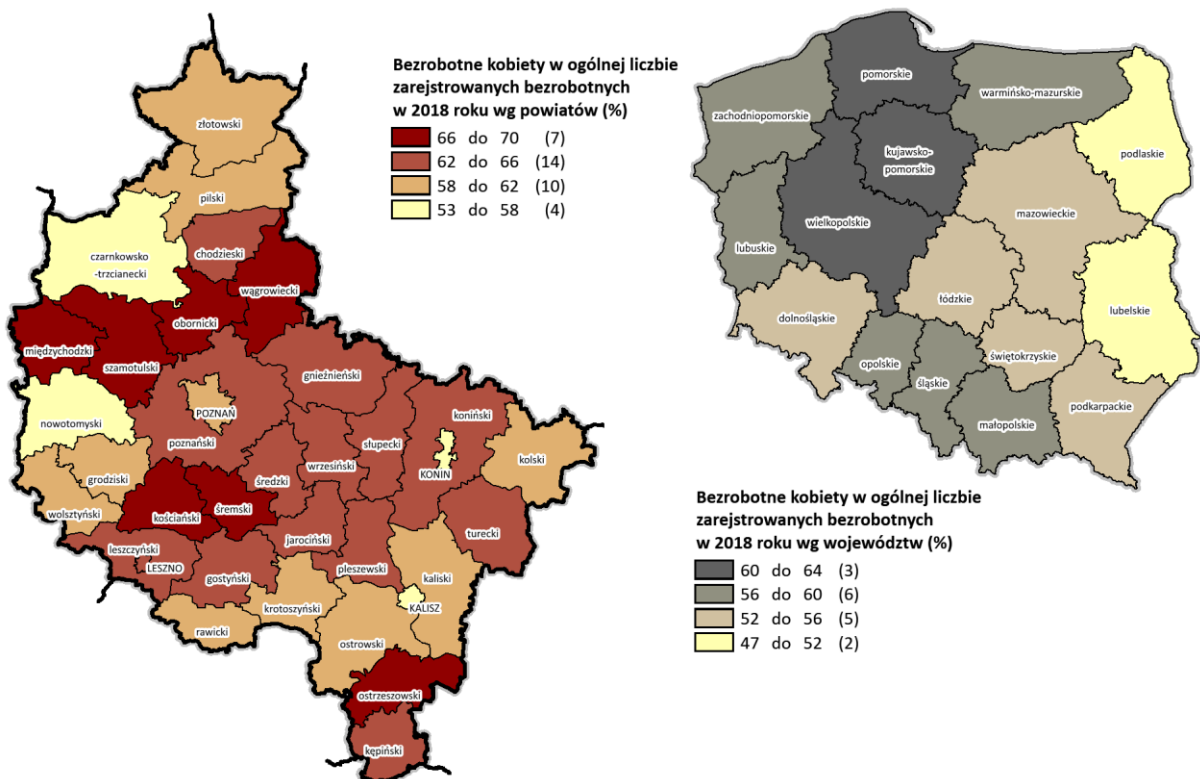 Bezrobotne kobiety w ogólnej liczbie
zarejstrowanych bezrobotnych
w 2018 roku wg powiatów (%)
66 do 70 (7)
62 do 66 (14)
58 do 62 (10)
53 do 58 (4)
złotowski
pilski
czarnkowsko
-trzcianecki
chodzieski
wągrowiecki
obornicki
międzychodzki
szamotulski
gnieźnieński
nowotomyski
POZNAŃ
koniński
poznański
słupecki
kolski
grodziski
średzki
wrzesiński
KONIN
wolsztyński
kościański
śremski
turecki
leszczyński
jarociński
LESZNO
gostyński
pleszewski
kaliski
krotoszyński
KALISZ
rawicki
ostrowski
ostrzeszowski
kępiński
pomorskie
warmińsko-mazurskie
zachodniopomorskie
kujawsko-
pomorskie
podlaskie
mazowieckie
wielkopolskie
lubuskie
łódzkie
lubelskie
dolnośląskie
świętokrzyskie
opolskie
śląskie
podkarpackie
małopolskie
Bezrobotne kobiety w ogólnej liczbie
zarejstrowanych bezrobotnych
w 2018 roku wg województw (%)
60 do 64 (3)
56 do 60 (6)
52 do 56 (5)
47 do 52 (2)